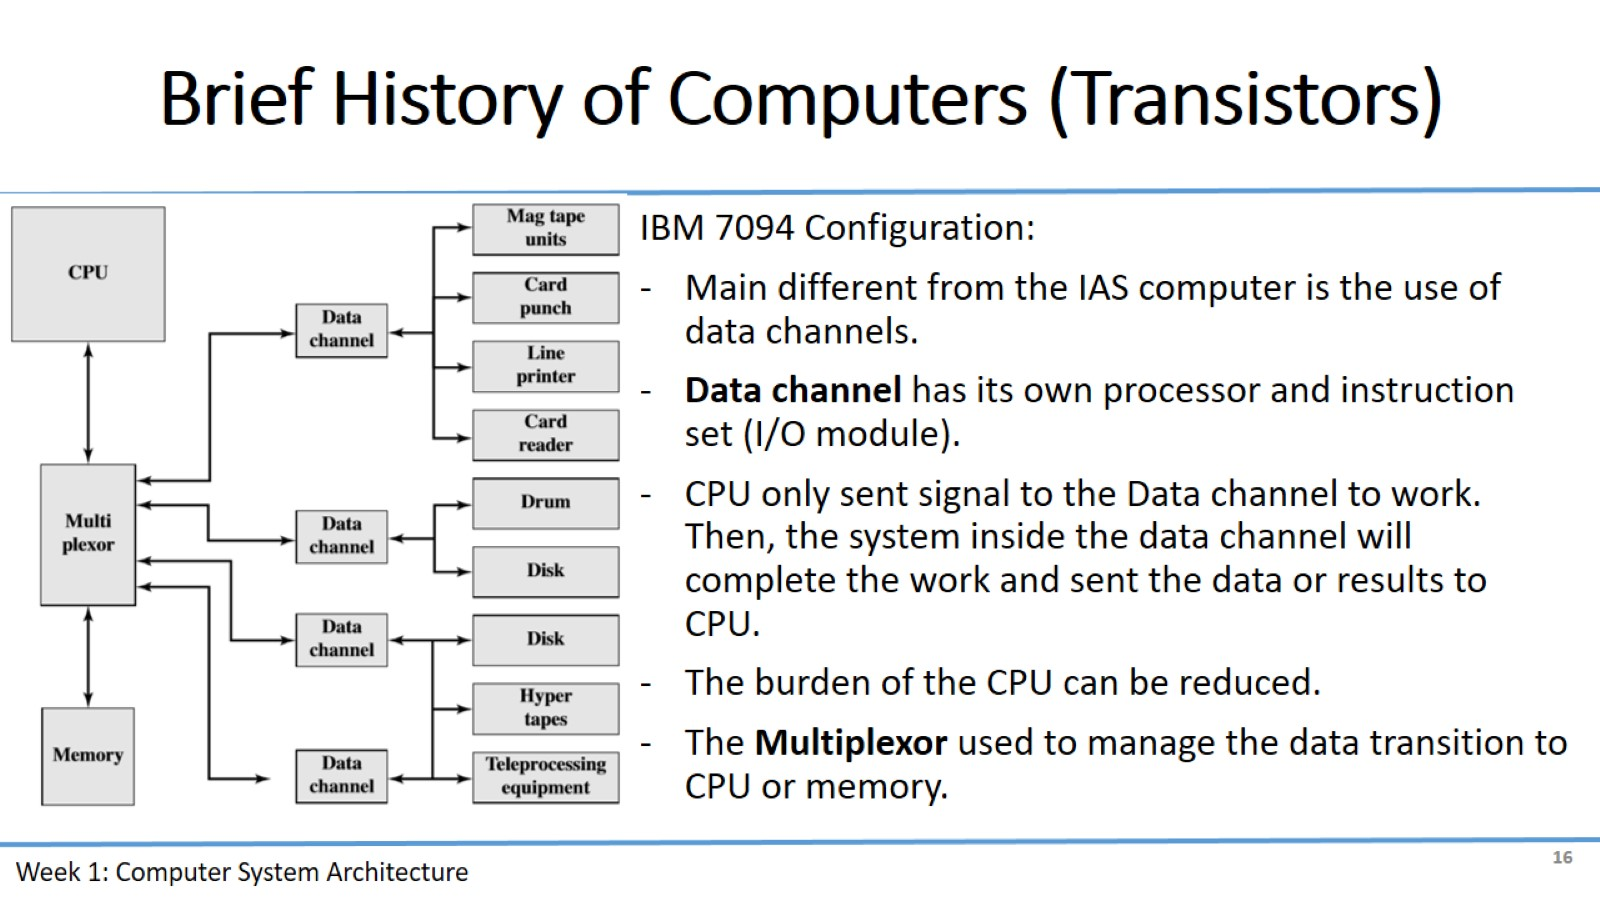 Brief History of Computers (Transistors)
CPU
Multi
plexor
Memory
Data
channel
Data
channel
Data
channel
Data
channel
Mag tape
units
Card
punch
Line
printer
Card
reader
Drum
Disk
Disk
Hyper
tapes
Teleprocessing
equipment
IBM 7094 Configuration:
- Main different from the IAS computer is the use of
data channels.
- Data channel has its own processor and instruction
set (I/O module).
- CPU only sent signal to the Data channel to work.
Then, the system inside the data channel will
complete the work and sent the data or results to
CPU.
- The burden of the CPU can be reduced.
- The Multiplexor used to manage the data transition to
CPU or memory.
Week 1: Computer System Architecture
16